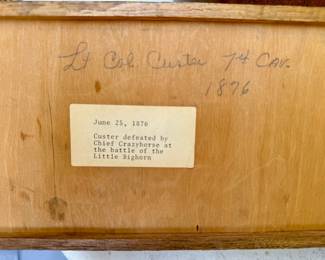 Lt Col. Custer 7th Cav.
1876
June 25, 1876
Custer defeated by
Chief Crazyhorse at
the battle of the
Little Bighorn